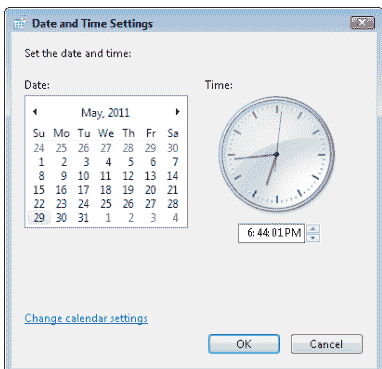 Date and Time Settings
Set the date and time:
Date:
Time:
May, 2011
Su Mo Tu We Th Fr Sa
24 25 26 27 28 29 30
1 2 3 4 5 6 7
8 9 10 11 12 13 14
15 16 17 18 19 20 21
22 23 24 25 26 27 28
29 30 31 1 2 3 4
6:44:01 PM
Change calendar settings
OK
Cancel